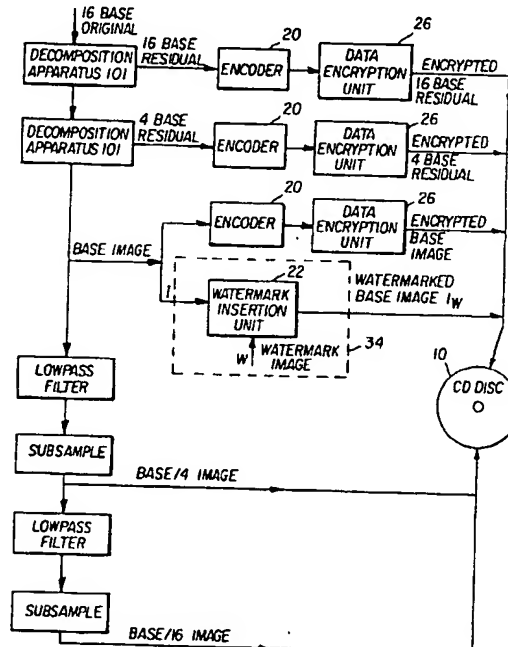 16 BASE
ORIGINAL
DECOMPOSITION
APPARATUS 101
16 BASE
RESIDUAL
20
ENCODER
26
DATA
ENCRYPTION
UNIT
ENCRYPTED
16 BASE
RESIDUAL
DECOMPOSITION
APPARATUS 101
4 BASE
RESIDUAL
20
ENCODER
26
DATA
ENCRYPTION
UNIT
ENCRYPTED
4 BASE
RESIDUAL
BASE IMAGE
20
ENCODER
26
DATA
ENCRYPTION
UNIT
ENCRYPTED
BASE
IMAGE
I
22
WATERMARK
INSERTION
UNIT
WATERMARKED
BASE IMAGE IW
W
WATERMARK
IMAGE
34
10
CD DISC
LOWPASS
FILTER
SUBSAMPLE
BASE/4 IMAGE
LOWPASS
FILTER
SUBSAMPLE
BASE/16 IMAGE